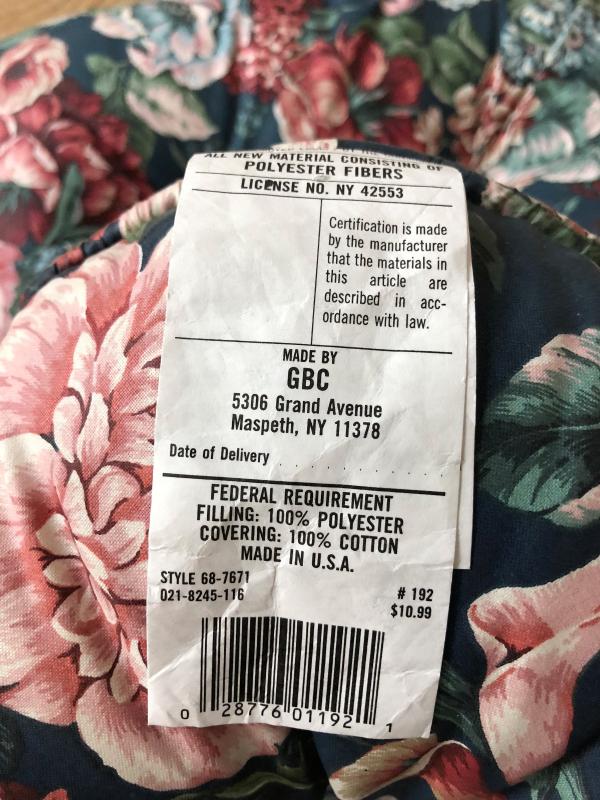 ALL NEW MATERIAL CONSISTING OF
POLYESTER FIBERS
LICENSE NO. NY 42553
Certification is made
by the manufacturer
that the materials in
this article are
described in acc-
ordance with law.
MADE BY
GBC
5306 Grand Avenue
Maspeth, NY 11378
Date of Delivery . . . . . . . . . .
FEDERAL REQUIREMENT
FILLING: 100% POLYESTER
COVERING: 100% COTTON
MADE IN U.S.A.
STYLE 68-7671
021-8245-116 # 192
$10.99
0 28776 01192 1